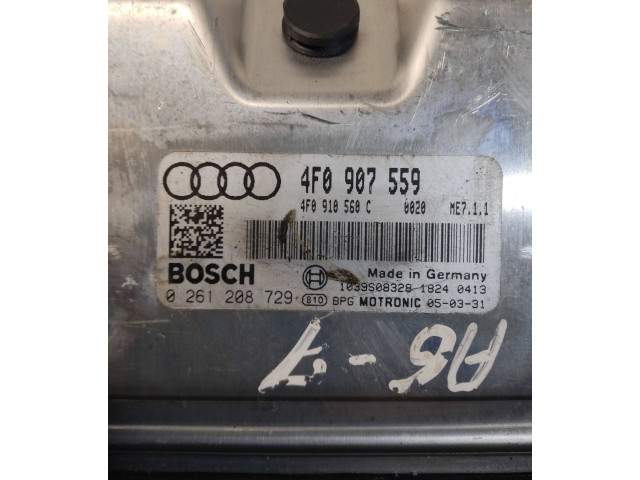 4F0 907 559
4F0 910 560 C 0020 ME7.1.1
BOSCH Made in Germany
1039S08328 1824 0413
0 261 208 729 810 BPG MOTRONIC 05-03-31
A6-7